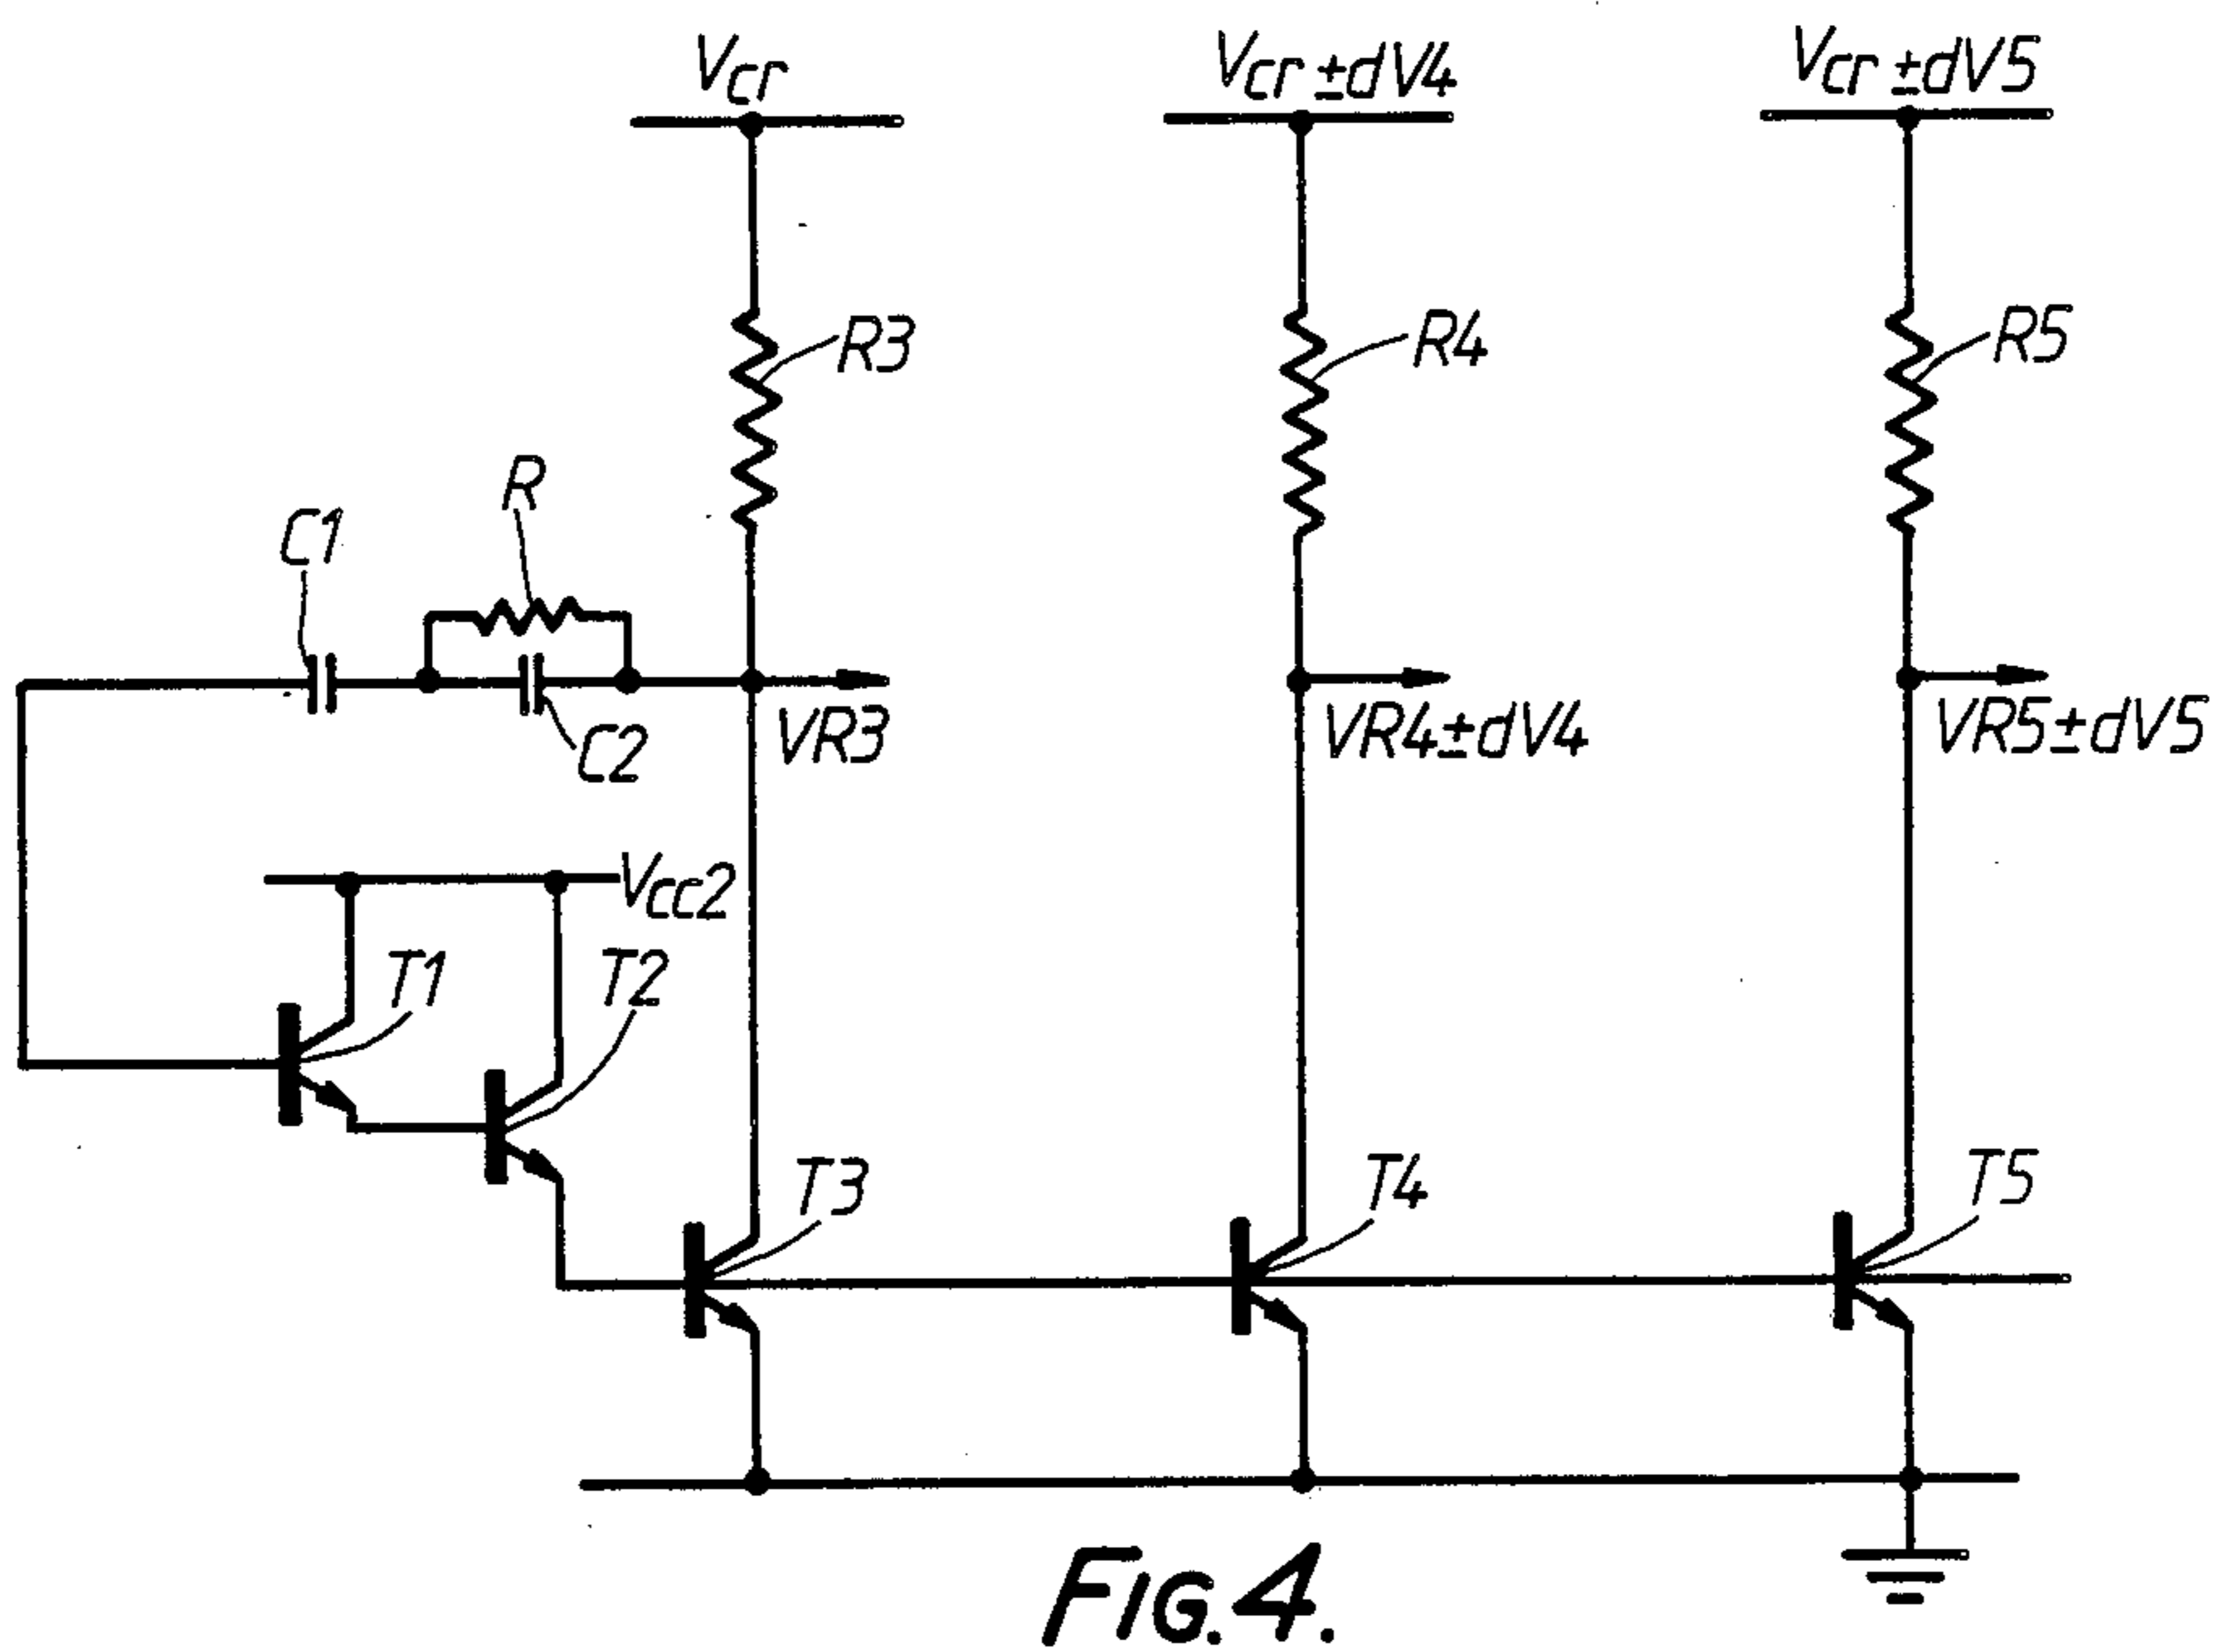 Vcr
Vcr ±dV4
Vcr ±dV5
R3
R4
R5
R
C1
C2
VR3
VR4±dV4
VR5±dV5
Vcc2
T1
T2
T3
T4
T5
FIG.4.